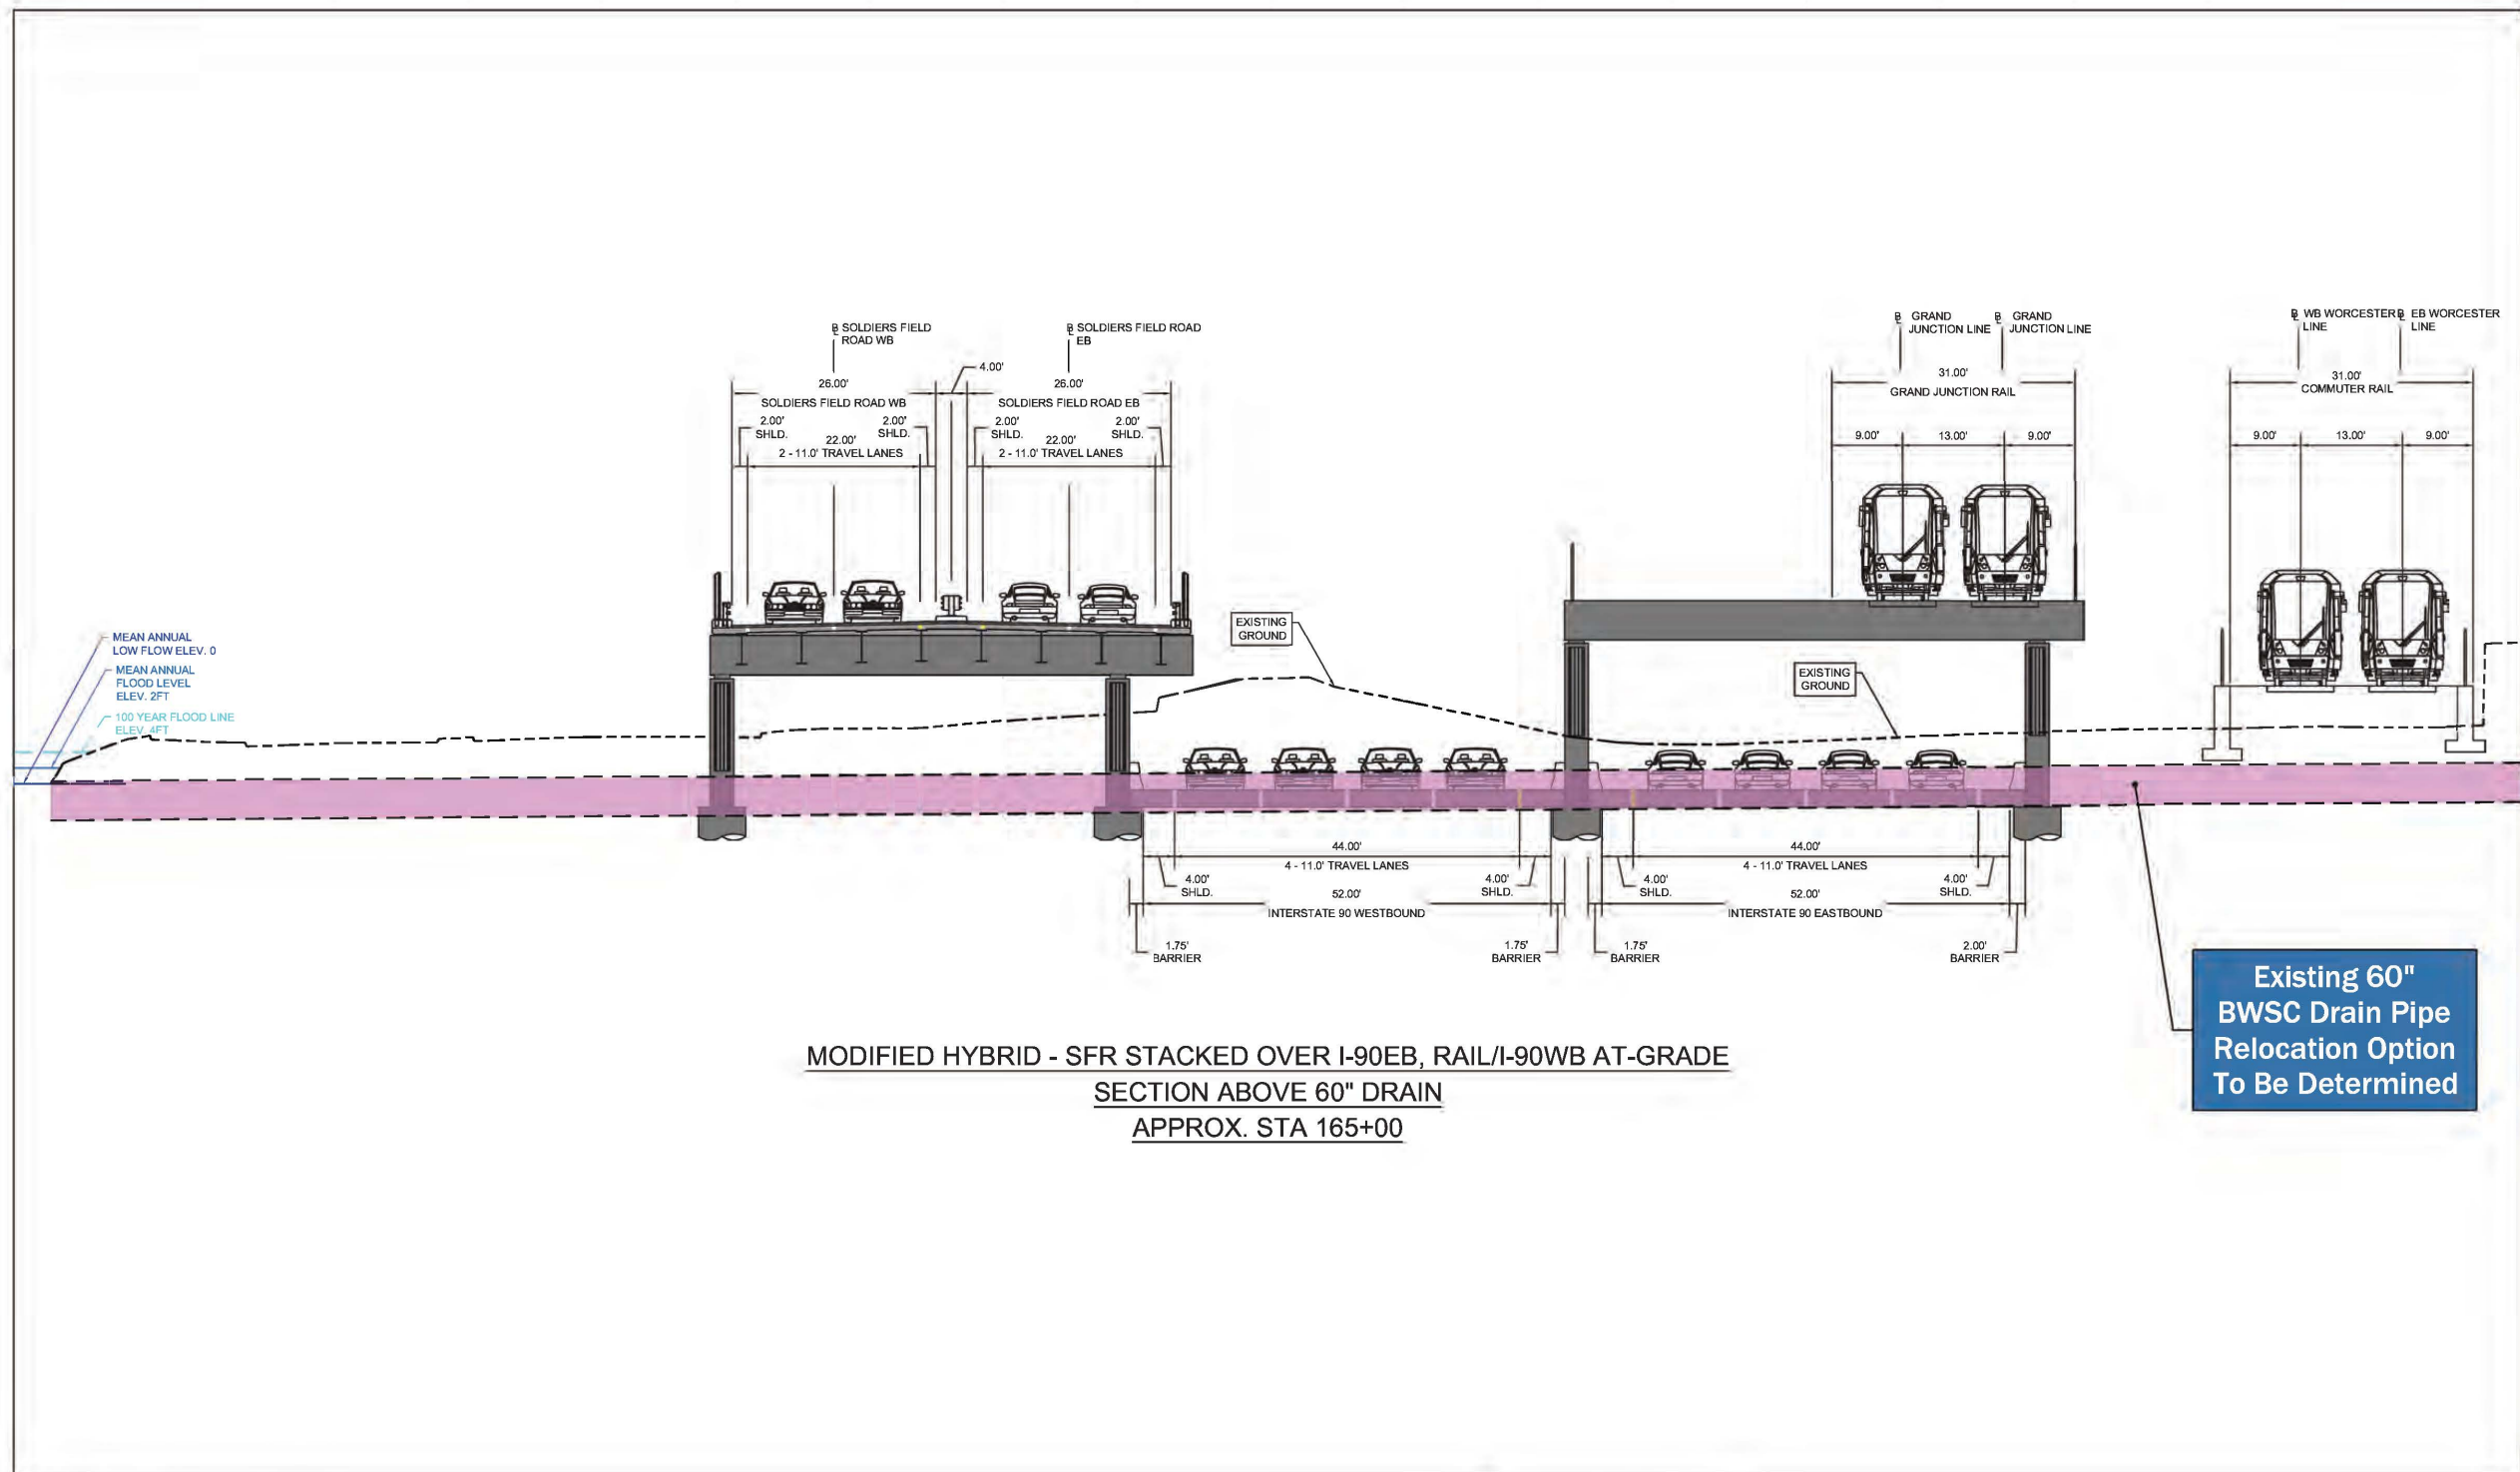 ℄ SOLDIERS FIELD
ROAD WB
℄ SOLDIERS FIELD ROAD
EB
4.00'
26.00'
SOLDIERS FIELD ROAD WB
26.00'
SOLDIERS FIELD ROAD EB
2.00'
SHLD.
2.00'
SHLD.
22.00'
2 - 11.0' TRAVEL LANES
2.00'
SHLD.
2.00'
SHLD.
22.00'
2 - 11.0' TRAVEL LANES
℄ GRAND
JUNCTION LINE
℄ GRAND
JUNCTION LINE
31.00'
GRAND JUNCTION RAIL
9.00'
13.00'
9.00'
℄ WB WORCESTER
LINE
℄ EB WORCESTER
LINE
31.00'
COMMUTER RAIL
9.00'
13.00'
9.00'
MEAN ANNUAL
LOW FLOW ELEV. 0
MEAN ANNUAL
FLOOD LEVEL
ELEV. 2FT
100 YEAR FLOOD LINE
ELEV. 4FT
EXISTING
GROUND
EXISTING
GROUND
44.00'
4 - 11.0' TRAVEL LANES
4.00'
SHLD.
4.00'
SHLD.
52.00'
INTERSTATE 90 WESTBOUND
1.75'
BARRIER
1.75'
BARRIER
44.00'
4 - 11.0' TRAVEL LANES
4.00'
SHLD.
4.00'
SHLD.
52.00'
INTERSTATE 90 EASTBOUND
1.75'
BARRIER
2.00'
BARRIER
Existing 60"
BWSC Drain Pipe
Relocation Option
To Be Determined
MODIFIED HYBRID - SFR STACKED OVER I-90EB, RAIL/I-90WB AT-GRADE
SECTION ABOVE 60" DRAIN
APPROX. STA 165+00